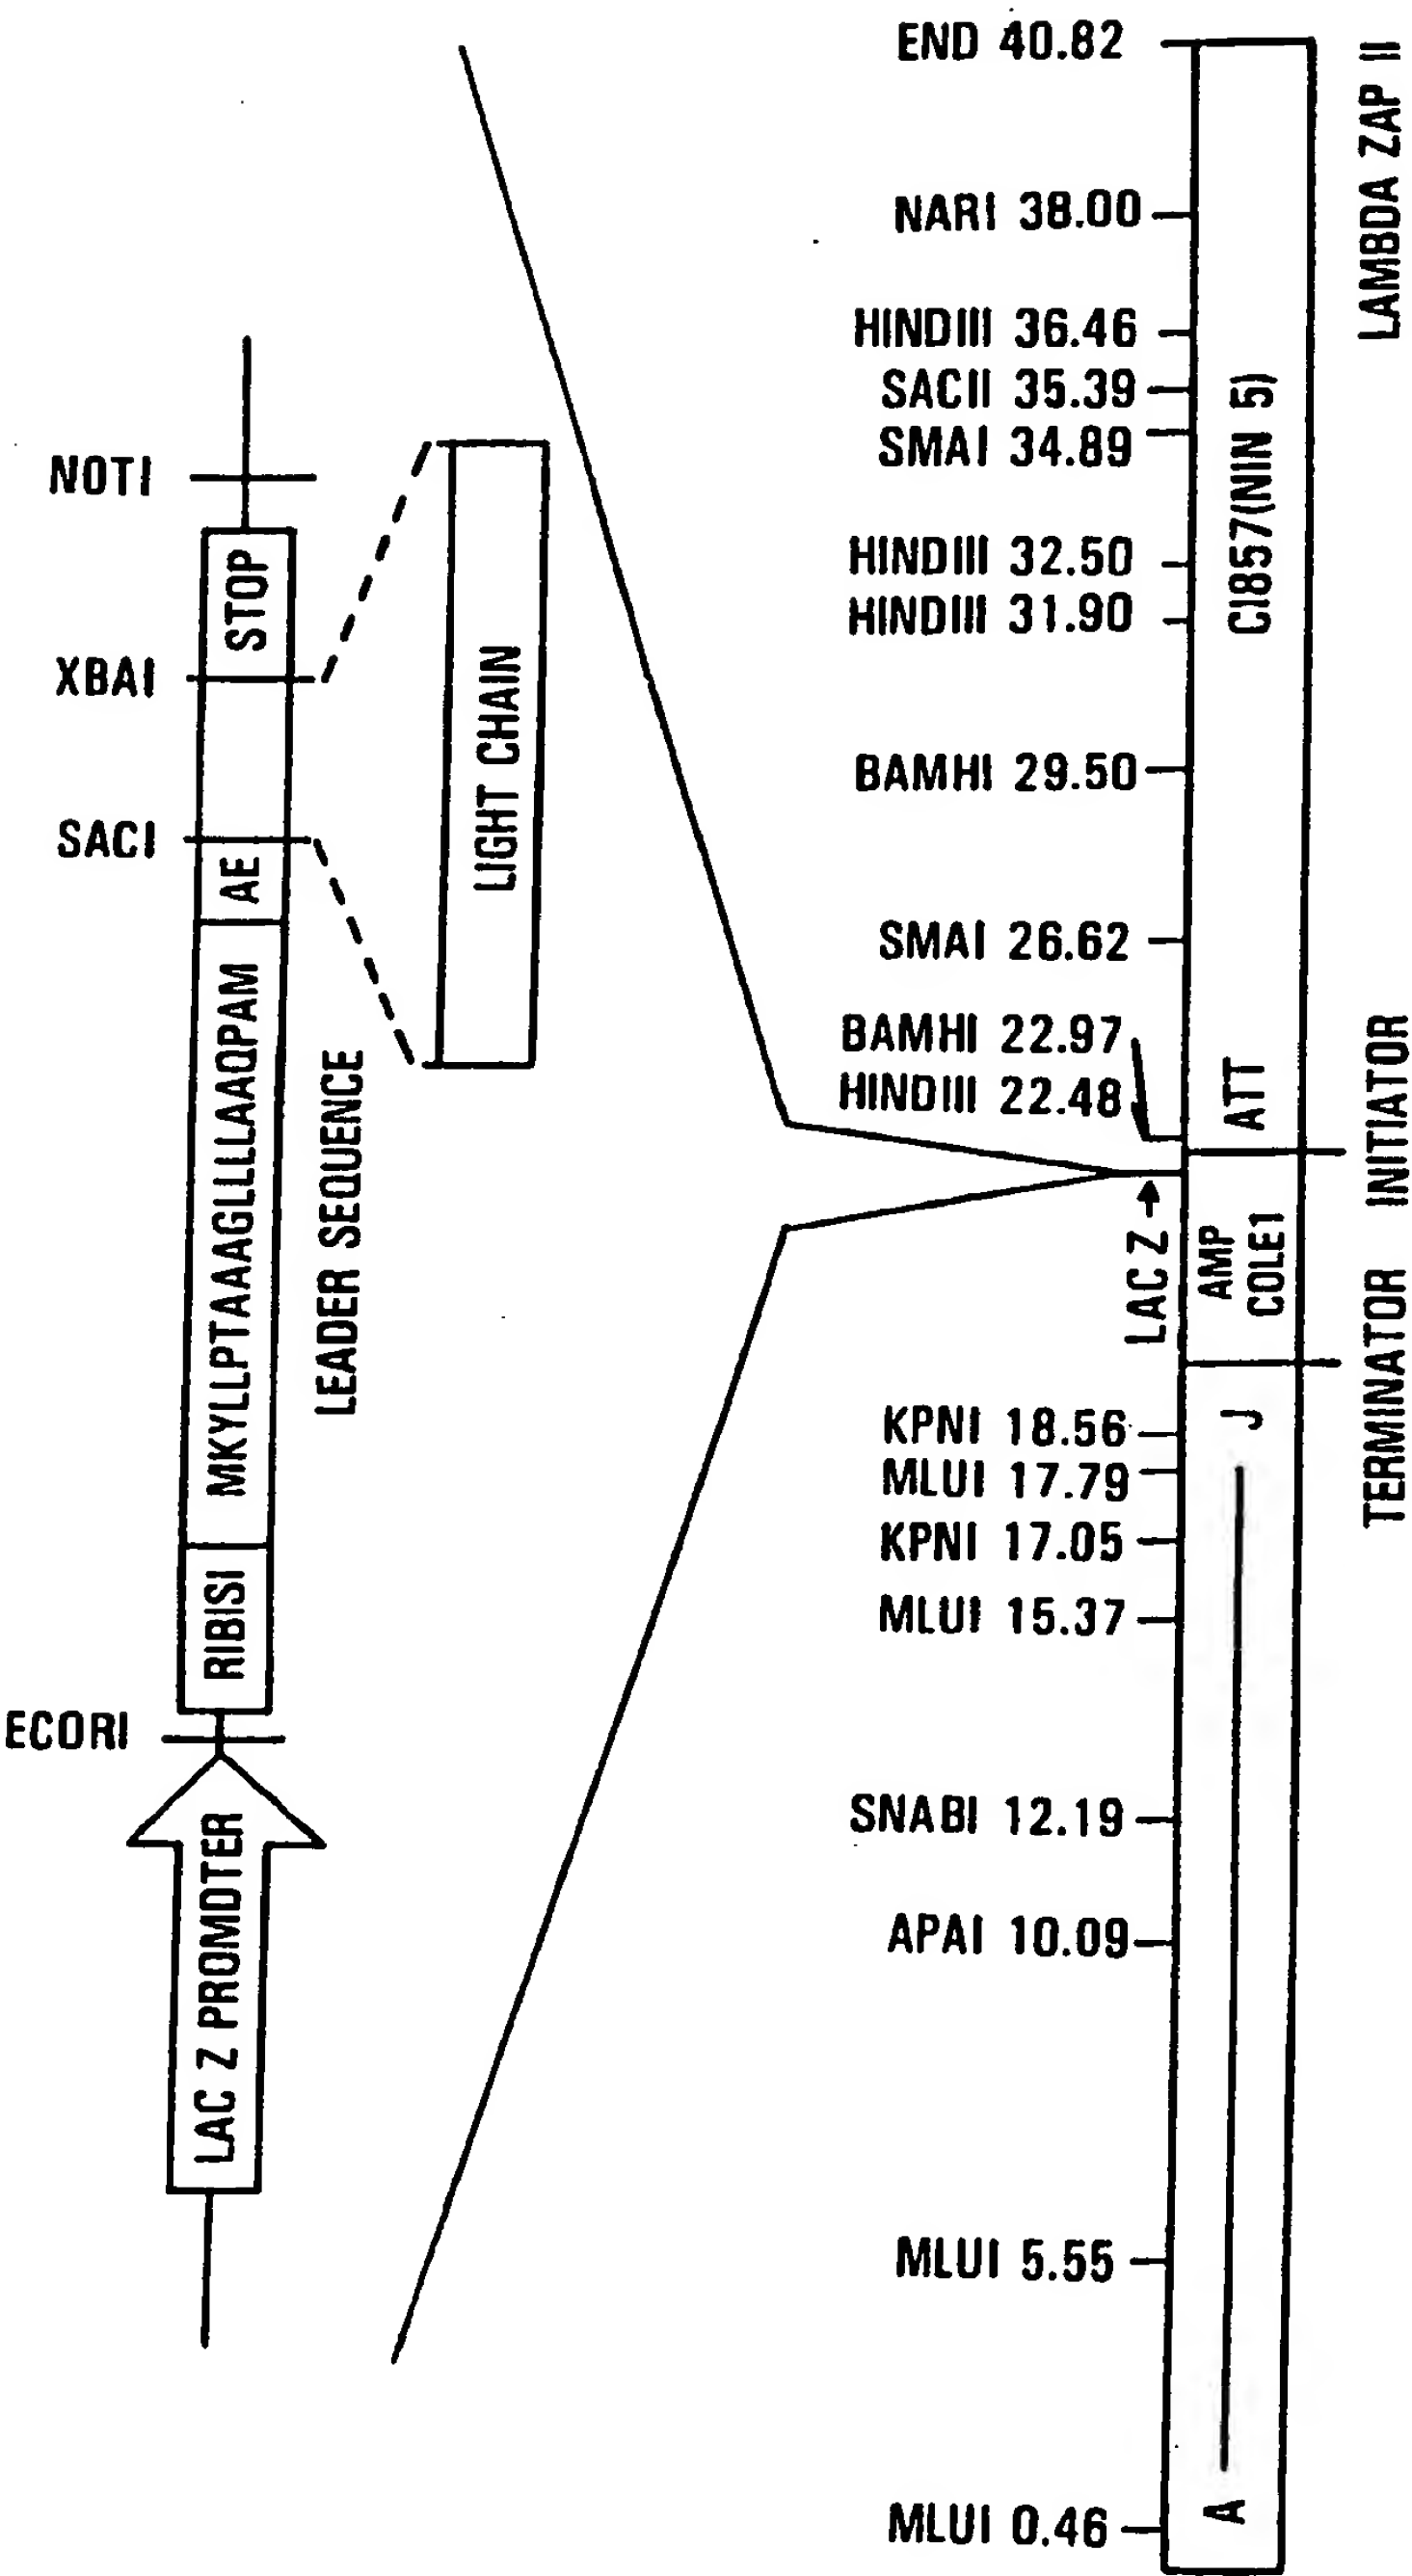 END 40.82
NARI 38.00
HINDIII 36.46
SACII 35.39
SMAI 34.89
HINDIII 32.50
HINDIII 31.90
BAMHI 29.50
SMAI 26.62
BAMHI 22.97
HINDIII 22.48
LAC Z
KPNI 18.56
MLUI 17.79
KPNI 17.05
MLUI 15.37
SNABI 12.19
APAI 10.09
MLUI 5.55
MLUI 0.46
LAMBDA ZAP II
CI857(NIN 5)
ATT
INITIATOR
AMP
COLE1
TERMINATOR
J
A
NOTI
XBAI
SACI
ECORI
STOP
AE
MKYLLPTAAAGLLLLAAQPAM
RIBISI
LAC Z PROMDTER
LEADER SEQUENCE
LIGHT CHAIN